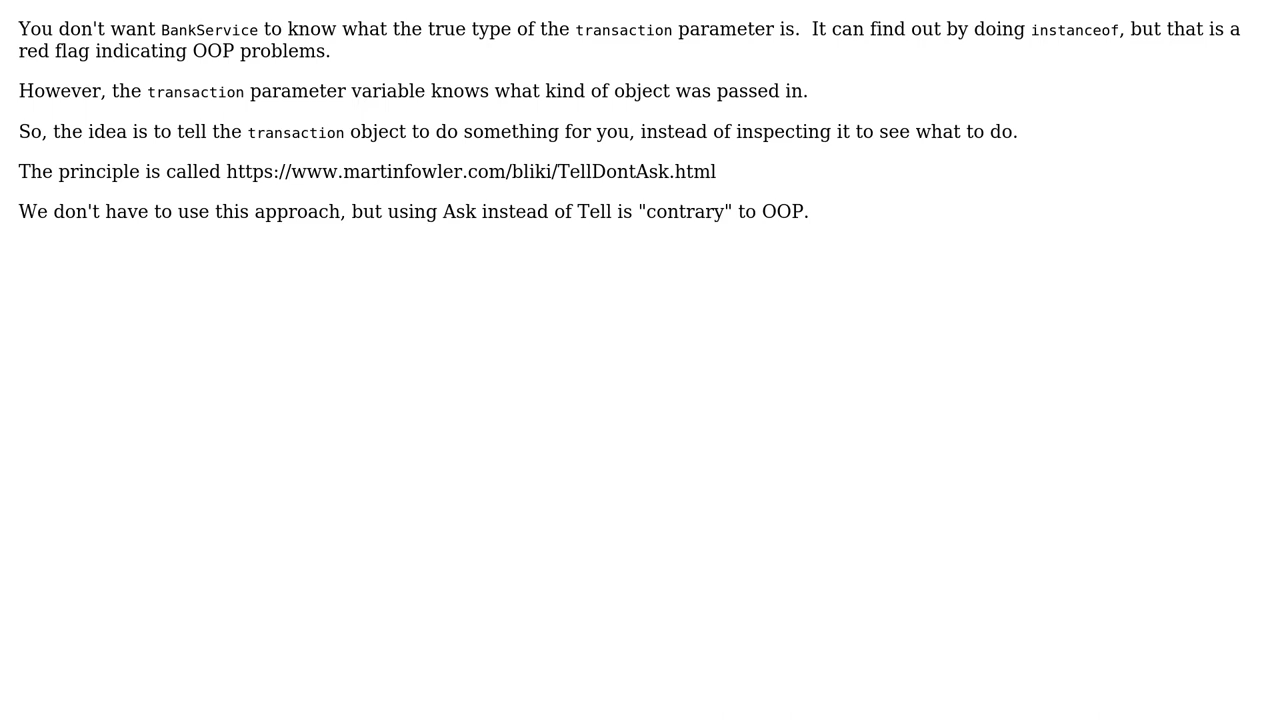 You don't want BankService to know what the true type of the transaction parameter is.  It can find out by doing instanceof, but that is a
red flag indicating OOP problems.
However, the transaction parameter variable knows what kind of object was passed in.
So, the idea is to tell the transaction object to do something for you, instead of inspecting it to see what to do.
The principle is called https://www.martinfowler.com/bliki/TellDontAsk.html
We don't have to use this approach, but using Ask instead of Tell is "contrary" to OOP.